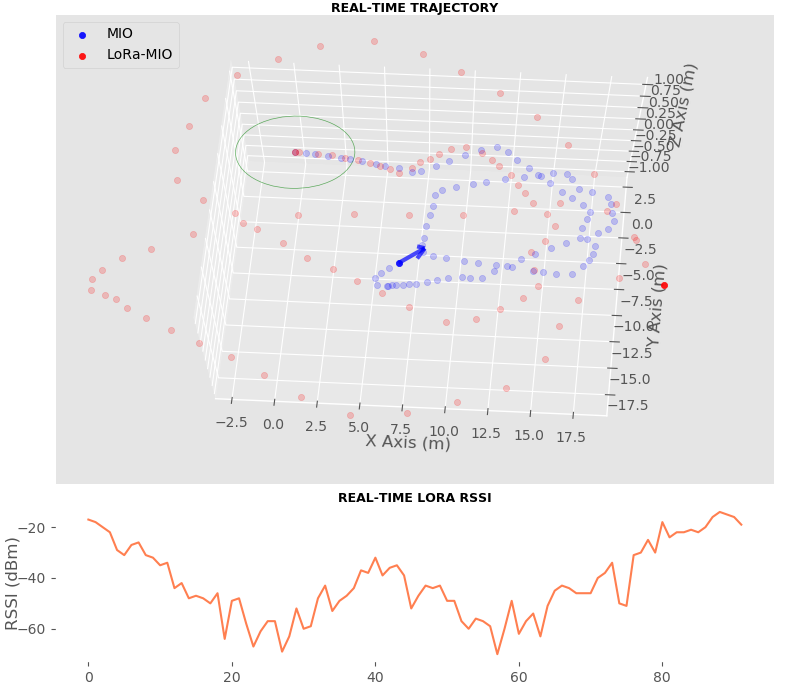 REAL-TIME TRAJECTORY
MIO
LoRa-MIO
1.00
0.75
0.50
0.25
0.00
−0.25
−0.50
−0.75
−1.00
Z Axis (m)
2.5
0.0
−2.5
−5.0
−7.5
−10.0
−12.5
−15.0
−17.5
Y Axis (m)
−2.5 0.0 2.5 5.0 7.5 10.0 12.5 15.0 17.5
X Axis (m)
REAL-TIME LORA RSSI
−20
−40
−60
RSSI (dBm)
0 20 40 60 80